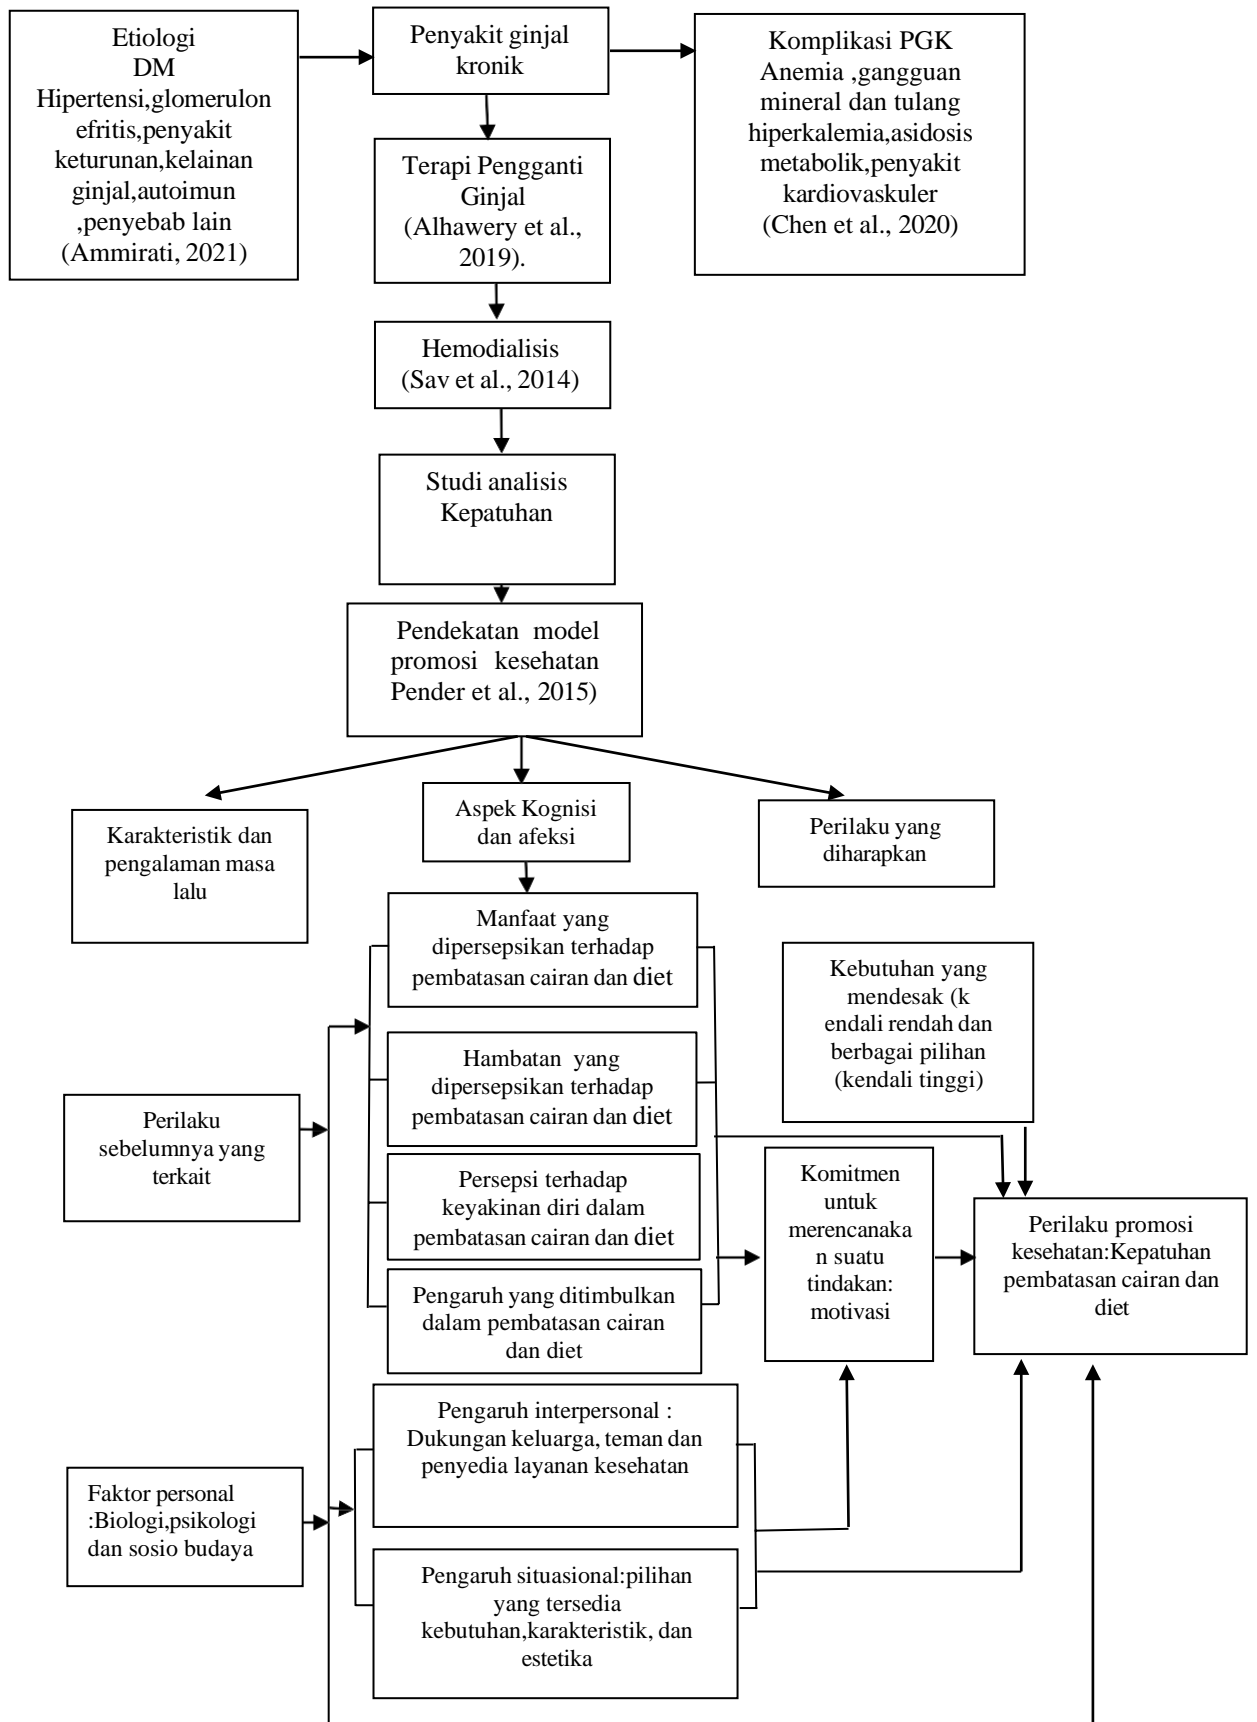 Etiologi
DM
Hipertensi,glomerulon
efritis,penyakit
keturunan,kelainan
ginjal,autoimun
,penyebab lain
(Ammirati, 2021)
Penyakit ginjal
kronik
Komplikasi PGK
Anemia ,gangguan
mineral dan tulang
hiperkalemia,asidosis
metabolik,penyakit
kardiovaskuler
(Chen et al., 2020)
Terapi Pengganti
Ginjal
(Alhawery et al.,
2019).
Hemodialisis
(Sav et al., 2014)
Studi analisis
Kepatuhan
Pendekatan model
promosi kesehatan
Pender et al., 2015)
Karakteristik dan
pengalaman masa
lalu
Aspek Kognisi
dan afeksi
Perilaku yang
diharapkan
Manfaat yang
dipersepsikan terhadap
pembatasan cairan dan diet
Kebutuhan yang
mendesak (k
endali rendah dan
berbagai pilihan
(kendali tinggi)
Hambatan yang
dipersepsikan terhadap
pembatasan cairan dan diet
Perilaku
sebelumnya yang
terkait
Persepsi terhadap
keyakinan diri dalam
pembatasan cairan dan diet
Komitmen
untuk
merencanaka
n suatu
tindakan:
motivasi
Perilaku promosi
kesehatan:Kepatuhan
pembatasan cairan dan
diet
Pengaruh yang ditimbulkan
dalam pembatasan cairan
dan diet
Pengaruh interpersonal :
Dukungan keluarga, teman dan
penyedia layanan kesehatan
Faktor personal
:Biologi,psikologi
dan sosio budaya
Pengaruh situasional:pilihan
yang tersedia
kebutuhan,karakteristik, dan
estetika